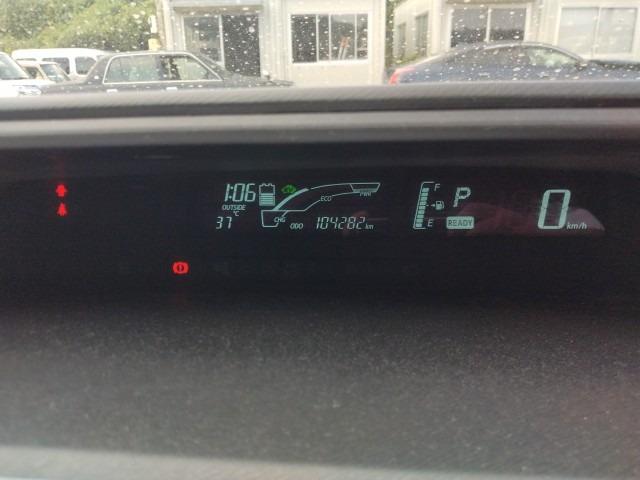 1:06
OUTSIDE
37 °C
ECO
PWR
CHG
ODO 104282 km
F
E
P
READY
0 km/h